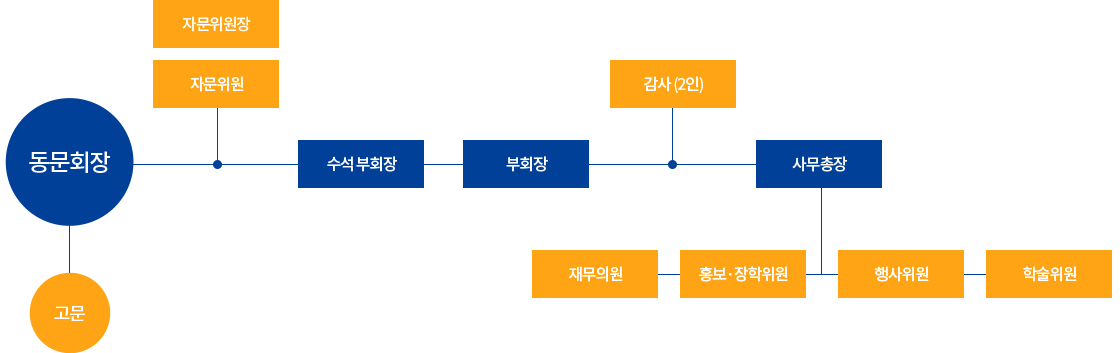 자문위원장
자문위원
감사 (2인)
동문회장
수석 부회장
부회장
사무총장
재무의원
홍보·장학위원
행사위원
학술위원
고문